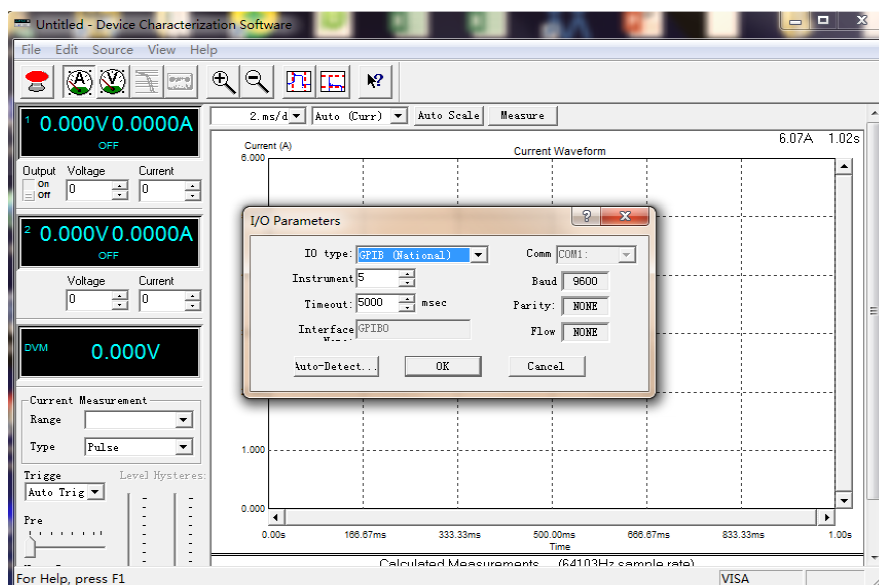 Untitled - Device Characterization Software
File Edit Source View Help
2.ms/d Auto (Curr) Auto Scale Measure
1 0.000V 0.0000A
OFF
Output Voltage Current
On
Off
0 0
2 0.000V 0.0000A
OFF
Voltage Current
0 0
DVM 0.000V
Current Measurement
Range
Type Pulse
Trigge Level Hysteres:
Auto Trig
Pre
6.07A 1.02s
Current (A)
Current Waveform
6.000
1.000
0.000
0.00s 166.67ms 333.33ms 500.00ms 666.67ms 833.33ms 1.00s
Time
Calculated Measurements (64103Hz sample rate)
I/O Parameters
IO type: GPIB (National) Comm COM1:
Instrument 5 Baud 9600
Timeout: 5000 msec Parity: NONE
Interface GPIB0 Flow NONE
Auto-Detect... OK Cancel
For Help, press F1 VISA